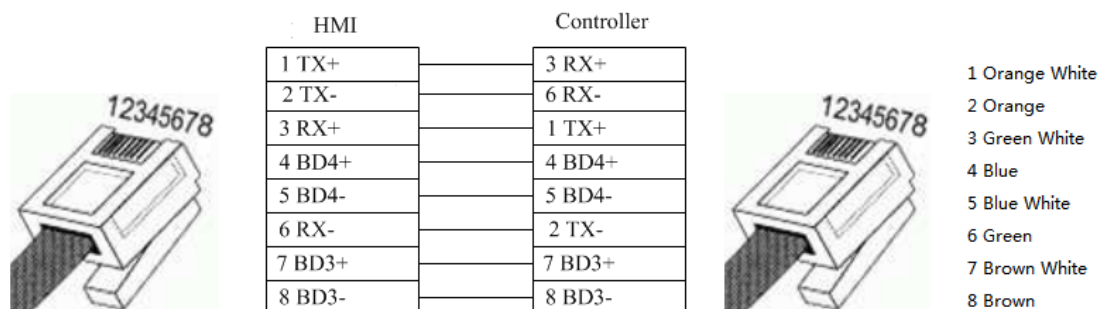 HMI
Controller
1 TX+
3 RX+
2 TX-
6 RX-
3 RX+
1 TX+
4 BD4+
4 BD4+
5 BD4-
5 BD4-
6 RX-
2 TX-
7 BD3+
7 BD3+
8 BD3-
8 BD3-
12345678
12345678
1 Orange White
2 Orange
3 Green White
4 Blue
5 Blue White
6 Green
7 Brown White
8 Brown